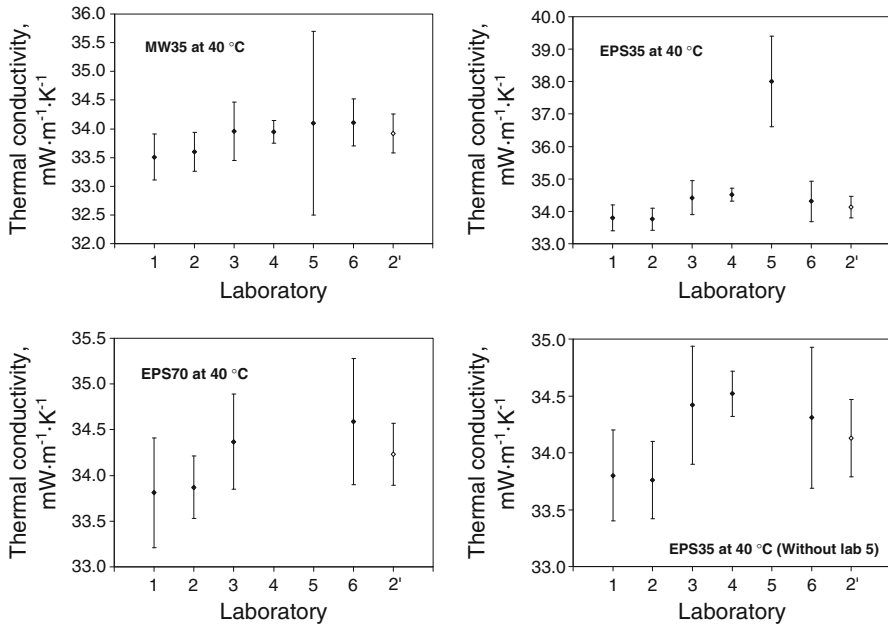 Thermal conductivity,
mW·m⁻¹·K⁻¹
36.0
35.5
35.0
34.5
34.0
33.5
33.0
32.5
32.0
MW35 at 40 °C
1 2 3 4 5 6 2'
Laboratory
Thermal conductivity,
mW·m⁻¹·K⁻¹
40.0
39.0
38.0
37.0
36.0
35.0
34.0
33.0
EPS35 at 40 °C
1 2 3 4 5 6 2'
Laboratory
Thermal conductivity,
mW·m⁻¹·K⁻¹
35.5
35.0
34.5
34.0
33.5
33.0
EPS70 at 40 °C
1 2 3 4 5 6 2'
Laboratory
Thermal conductivity,
mW·m⁻¹·K⁻¹
35.0
34.5
34.0
33.5
33.0
EPS35 at 40 °C (Without lab 5)
1 2 3 4 5 6 2'
Laboratory